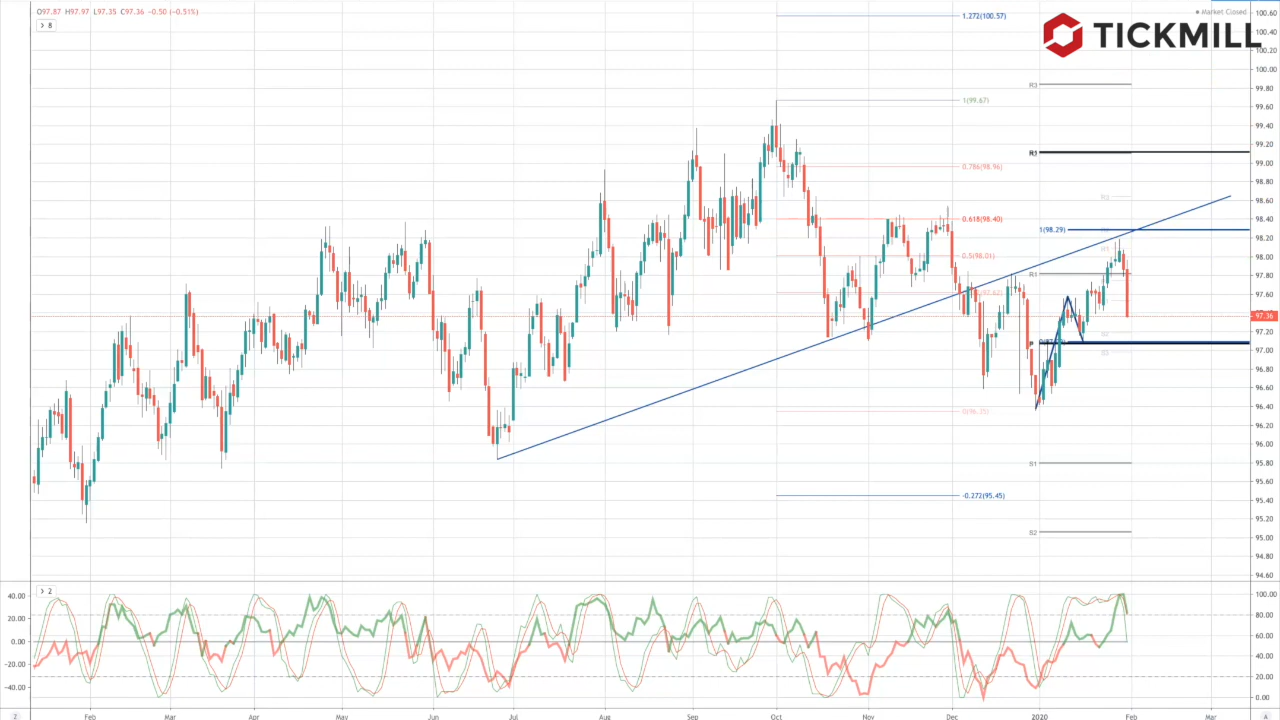 O97.87 H97.97 L97.35 C97.36 −0.50 (−0.51%)
8
Market Closed
TICKMILL
1.272(100.57)
R3
1(99.67)
R1
0.786(98.96)
0.618(98.40)
1(98.29)
0.5(98.01)
R1
97.36
P
0(96.35)
S1
-0.272(95.45)
S2
100.60
100.40
100.20
100.00
99.80
99.60
99.40
99.20
99.00
98.80
98.60
98.40
98.20
98.00
97.80
97.60
97.20
97.00
96.80
96.60
96.40
96.20
96.00
95.80
95.60
95.40
95.20
95.00
94.80
94.60
2
40.00
20.00
0.00
−20.00
−40.00
100.00
80.00
60.00
40.00
20.00
0.00
Z
Feb
Mar
Apr
May
Jun
Jul
Aug
Sep
Oct
Nov
Dec
2020
Feb
Mar
A